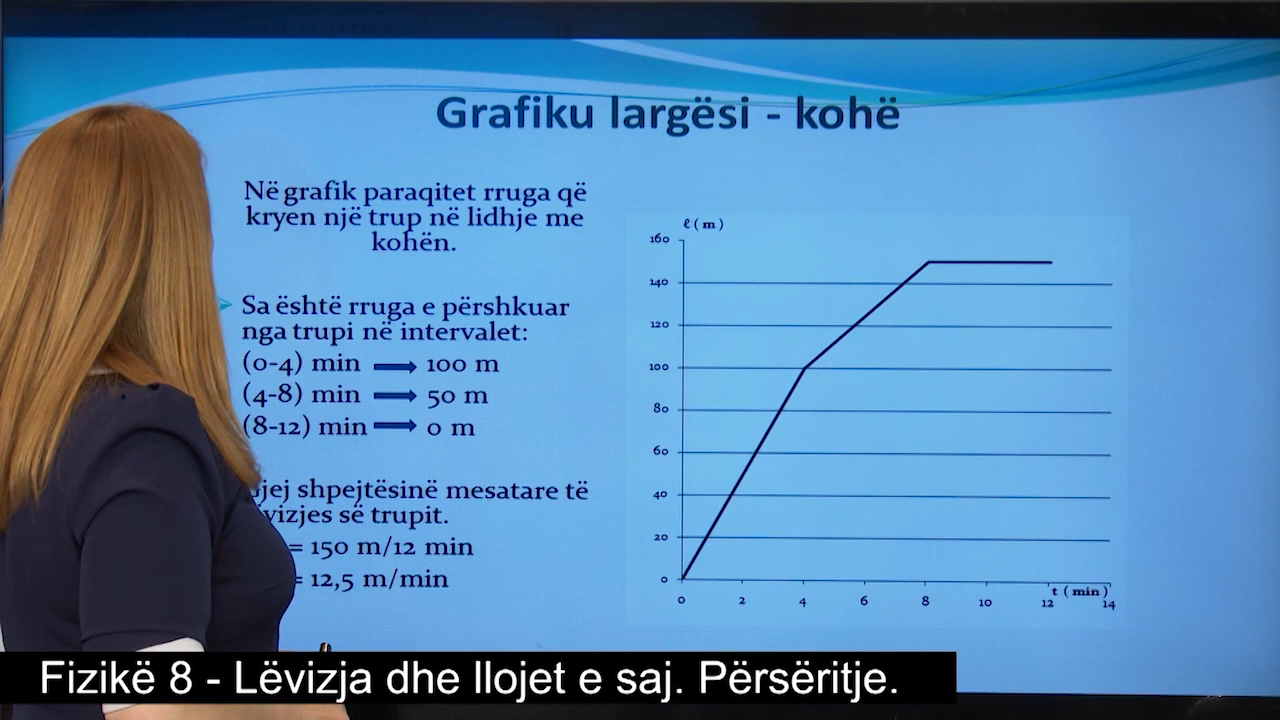 Grafiku largësi - kohë
Në grafik paraqitet rruga që
kryen një trup në lidhje me
kohën.
Sa është rruga e përshkuar
nga trupi në intervalet:
(0-4) min 100 m
(4-8) min 50 m
(8-12) min 0 m
shpejtësinë mesatare të
së trupit.
= 150 m/12 min
= 12,5 m/min
ℓ ( m )
160
140
120
100
80
60
40
20
0
0 2 4 6 8 10 12 14
t ( min )
Fizikë 8 - Lëvizja dhe llojet e saj. Përsëritje.